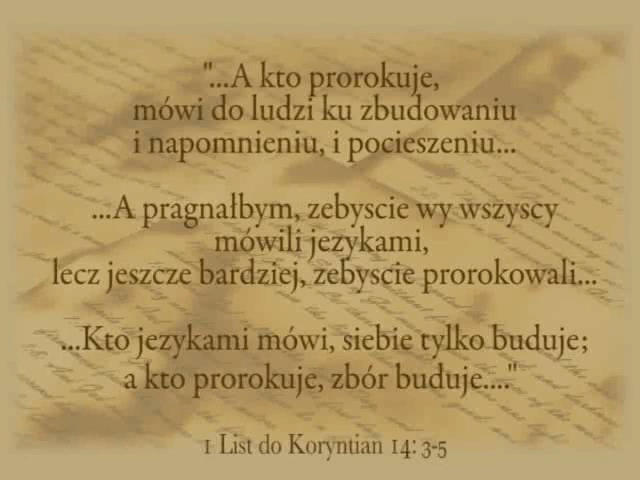 "...A kto prorokuje,
mówi do ludzi ku zbudowaniu
i napomnieniu, i pocieszeniu...
...A pragnałbym, zebyscie wy wszyscy
mówili jezykami,
lecz jeszcze bardziej, zebyscie prorokowali...
...Kto jezykami mówi, siebie tylko buduje;
a kto prorokuje, zbór buduje...."
1 List do Koryntian 14: 3-5